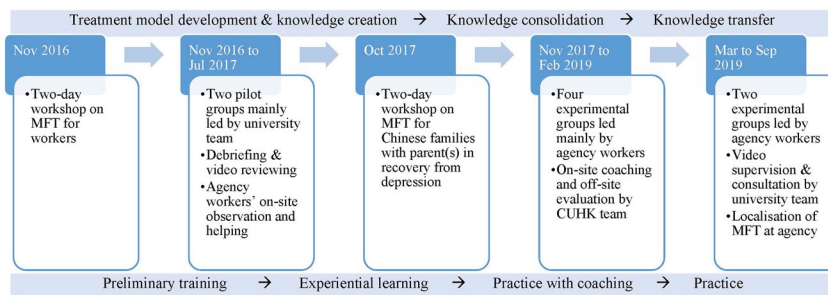 Treatment model development & knowledge creation → Knowledge consolidation → Knowledge transfer
Nov 2016
•Two-day
workshop on
MFT for
workers
Nov 2016 to
Jul 2017
•Two pilot
groups mainly
led by university
team
•Debriefing &
video reviewing
•Agency
workers' on-site
observation and
helping
Oct 2017
•Two-day
workshop on
MFT for
Chinese families
with parent(s) in
recovery from
depression
Nov 2017 to
Feb 2019
•Four
experimental
groups led
mainly by
agency workers
•On-site coaching
and off-site
evaluation by
CUHK team
Mar to Sep
2019
•Two
experimental
groups led by
agency workers
•Video
supervision &
consultation by
university team
•Localisation of
MFT at agency
Preliminary training → Experiential learning → Practice with coaching → Practice